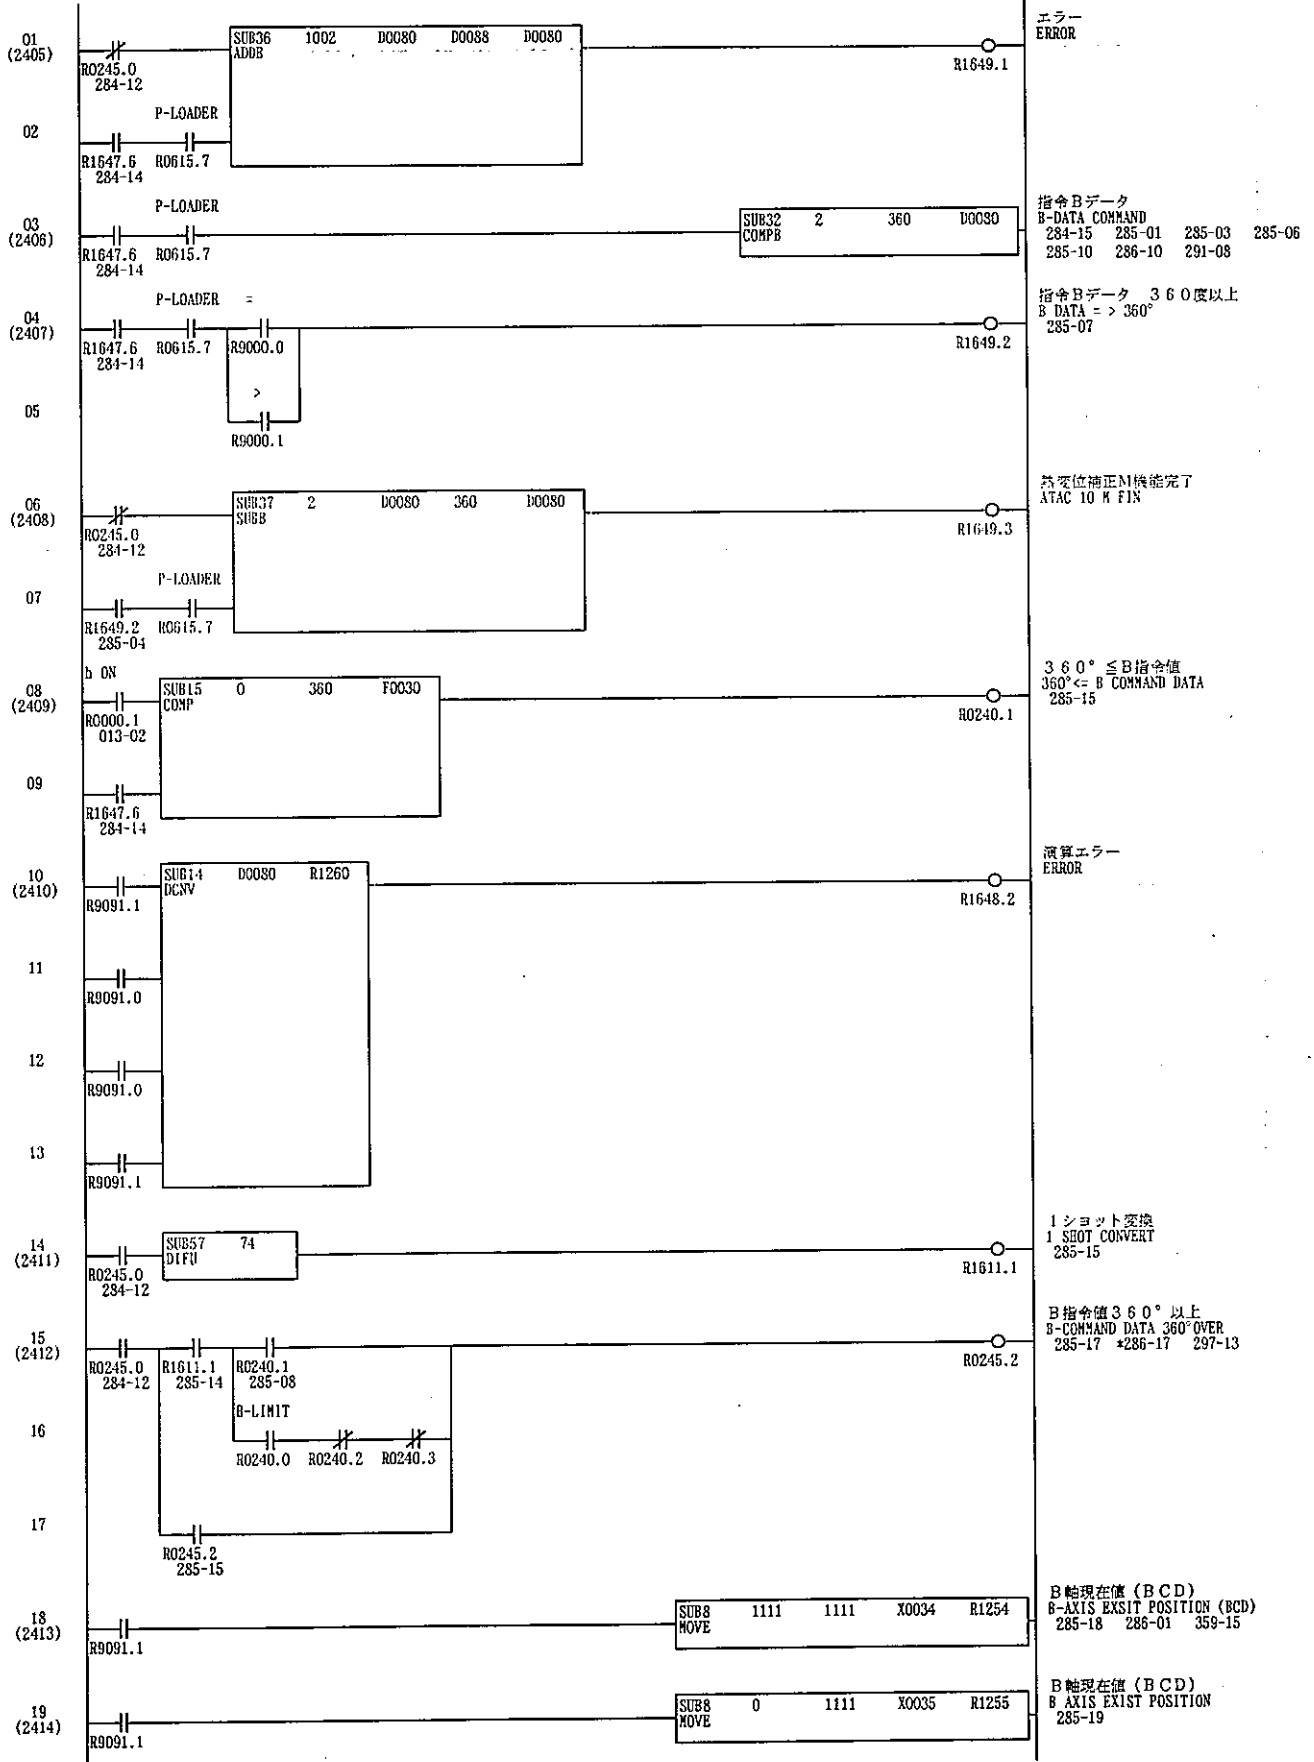 エラー
ERROR
01
(2405)
R0245.0
284-12
SUB36 1002 D0080 D0088 D0080
ADDB
R1649.1
02
P-LOADER
R1647.6 R0615.7
284-14
03
(2406)
P-LOADER
R1647.6 R0615.7
284-14
SUB32 2 360 D0080
COMPB
指令Bデータ
B-DATA COMMAND
284-15 285-01 285-03 285-06
285-10 286-10 291-08
04
(2407)
P-LOADER =
R1647.6 R0615.7 R9000.0
284-14
R1649.2
指令Bデータ 360度以上
B DATA = > 360°
285-07
05
>
R9000.1
06
(2408)
R0245.0
284-12
SUB37 2 D0080 360 D0080
SUBB
R1649.3
熱変位補正M機能完了
ATAC 10 M FIN
07
P-LOADER
R1649.2 R0615.7
285-04
08
(2409)
h ON
R0000.1
013-02
SUB15 0 360 F0030
COMP
R0240.1
360° ≦B指令値
360°<= B COMMAND DATA
285-15
09
R1647.6
284-14
10
(2410)
R9091.1
SUB14 D0080 R1260
DCNV
R1648.2
演算エラー
ERROR
11
R9091.0
12
R9091.0
13
R9091.1
14
(2411)
R0245.0
284-12
SUB57 74
DIFU
R1611.1
1ショット変換
1 SHOT CONVERT
285-15
15
(2412)
R0245.0 R1611.1 R0240.1
284-12 285-14 285-08
R0245.2
B指令値360° 以上
B-COMMAND DATA 360°OVER
285-17 *286-17 297-13
16
B-LIMIT
R0240.0 R0240.2 R0240.3
17
R0245.2
285-15
18
(2413)
R9091.1
SUB8 1111 1111 X0034 R1254
MOVE
B軸現在値 (BCD)
B-AXIS EXSIT POSITION (BCD)
285-18 286-01 359-15
19
(2414)
R9091.1
SUB8 0 1111 X0035 R1255
MOVE
B軸現在値 (BCD)
B AXIS EXIST POSITION
285-19